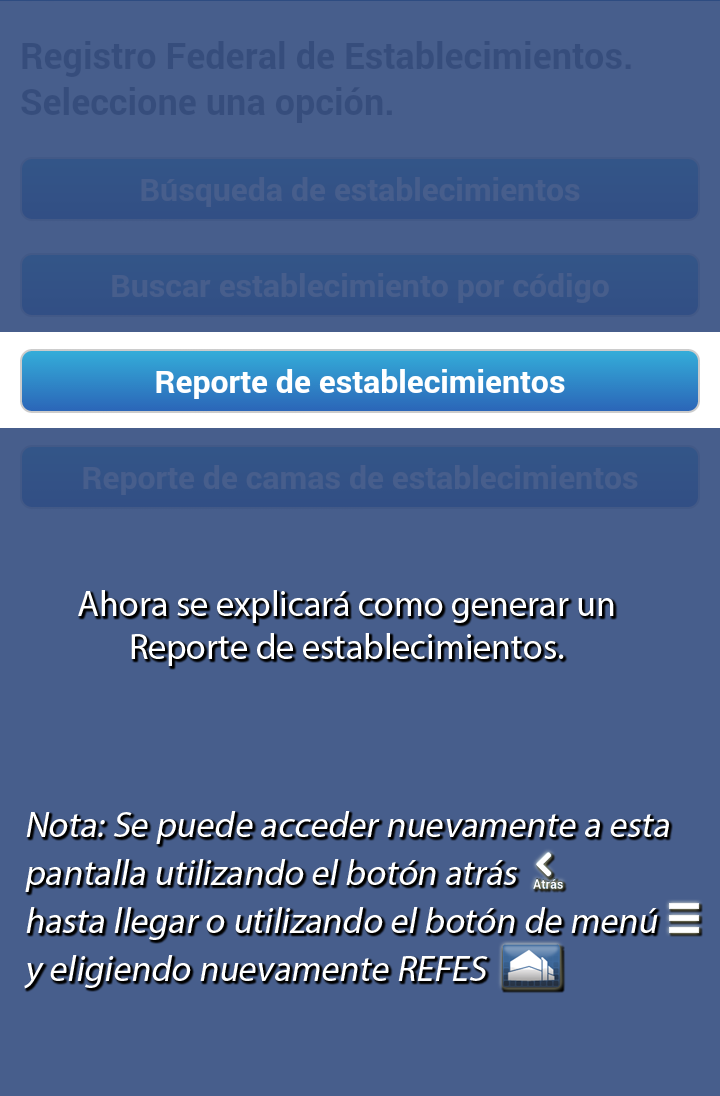 Registro Federal de Establecimientos.
Seleccione una opción.
Búsqueda de establecimientos
Buscar establecimiento por código
Reporte de establecimientos
Reporte de camas de establecimientos
Ahora se explicará como generar un
Reporte de establecimientos.
Nota: Se puede acceder nuevamente a esta
pantalla utilizando el botón atrás
Atrás
hasta llegar o utilizando el botón de menú
y eligiendo nuevamente REFES